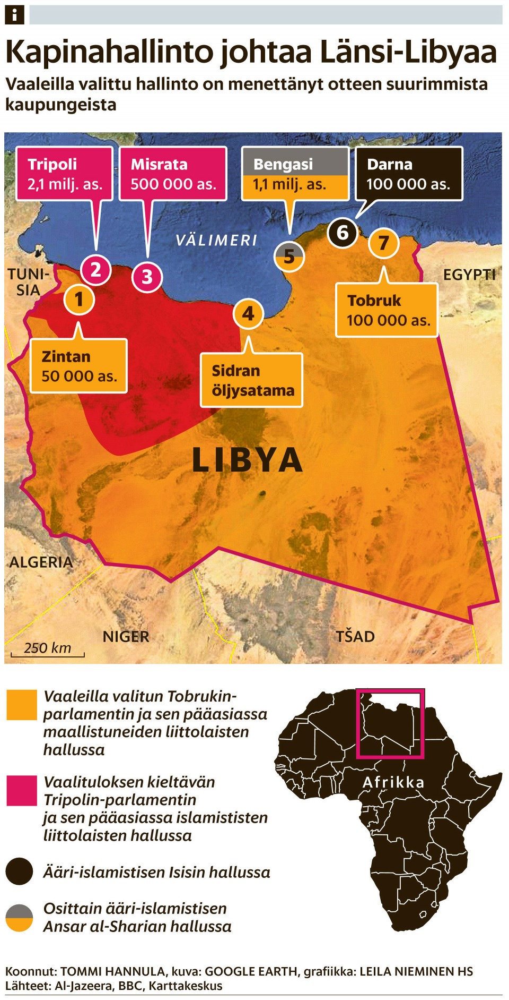 i
Kapinahallinto johtaa Länsi-Libyaa
Vaaleilla valittu hallinto on menettänyt otteen suurimmista
kaupungeista
Tripoli
2,1 milj. as.
Misrata
500 000 as.
Bengasi
1,1 milj. as.
Darna
100 000 as.
VÄLIMERI
6
7
5
2
3
TUNI-
SIA
EGYPTI
1
4
Tobruk
100 000 as.
Zintan
50 000 as.
Sidran
öljysatama
LIBYA
ALGERIA
NIGER
TŠAD
250 km
Vaaleilla valitun Tobrukin-
parlamentin ja sen pääasiassa
maallistuneiden liittolaisten
hallussa
Vaalituloksen kieltävän
Tripolin-parlamentin
ja sen pääasiassa islamististen
liittolaisten hallussa
Ääri-islamistisen Isisin hallussa
Osittain ääri-islamistisen
Ansar al-Sharian hallussa
Afrikka
Koonnut: TOMMI HANNULA, kuva: GOOGLE EARTH, grafiikka: LEILA NIEMINEN HS
Lähteet: Al-Jazeera, BBC, Karttakeskus